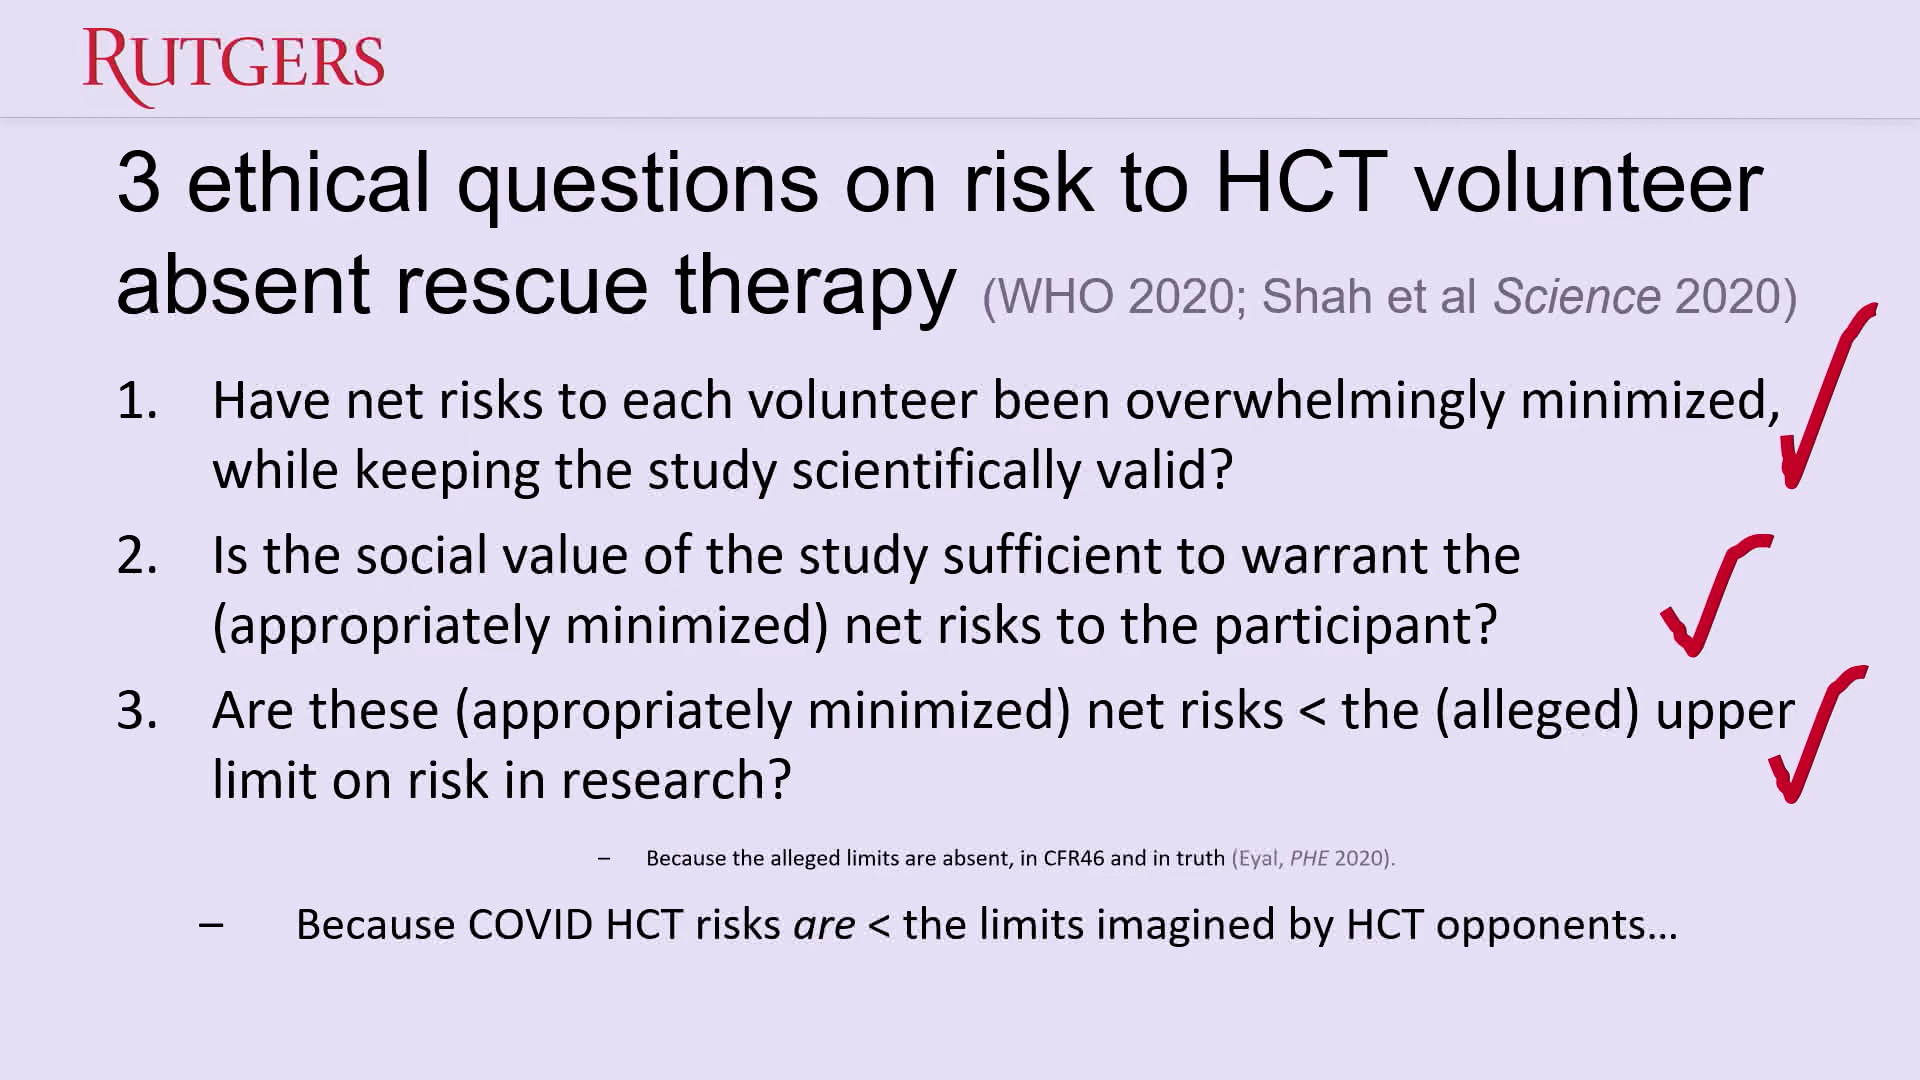 RUTGERS
3 ethical questions on risk to HCT volunteer
absent rescue therapy (WHO 2020; Shah et al Science 2020)
1. Have net risks to each volunteer been overwhelmingly minimized,
while keeping the study scientifically valid?
2. Is the social value of the study sufficient to warrant the
(appropriately minimized) net risks to the participant?
3. Are these (appropriately minimized) net risks < the (alleged) upper
limit on risk in research?
– Because the alleged limits are absent, in CFR46 and in truth (Eyal, PHE 2020).
– Because COVID HCT risks are < the limits imagined by HCT opponents…